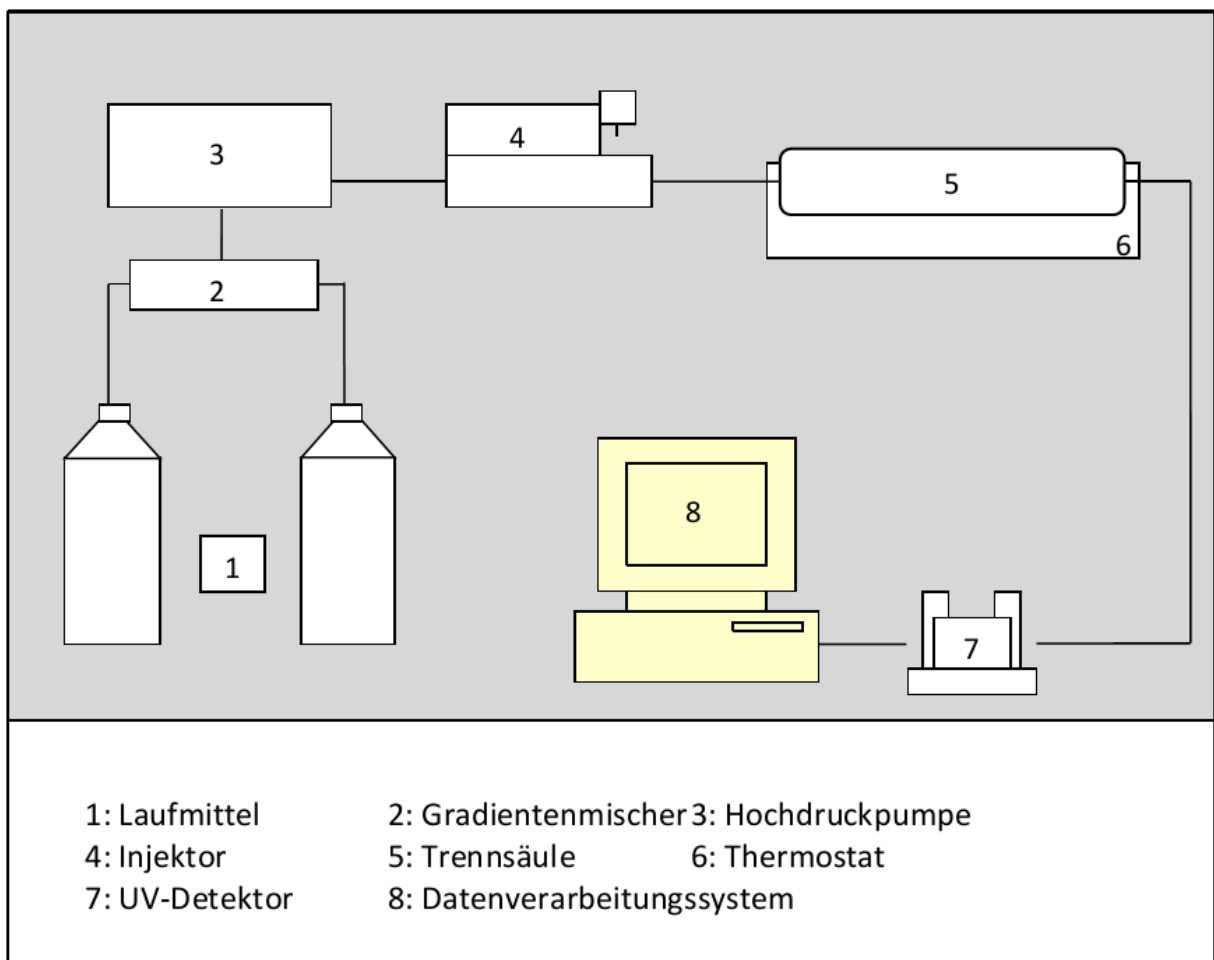 3
4
5
6
2
8
1
7
1: Laufmittel 2: Gradientenmischer 3: Hochdruckpumpe
4: Injektor 5: Trennsäule 6: Thermostat
7: UV-Detektor 8: Datenverarbeitungssystem